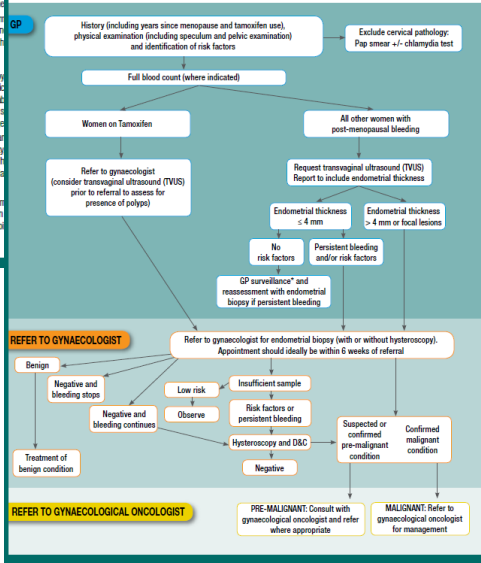 GP
History (including years since menopause and tamoxifen use),
physical examination (including speculum and pelvic examination)
and identification of risk factors
Exclude cervical pathology:
Pap smear +/- chlamydia test
Full blood count (where indicated)
Women on Tamoxifen
All other women with
post-menopausal bleeding
Refer to gynaecologist
(consider transvaginal ultrasound (TVUS)
prior to referral to assess for
presence of polyps)
Request transvaginal ultrasound (TVUS)
Report to include endometrial thickness
Endometrial thickness
≤ 4 mm
Endometrial thickness
> 4 mm or focal lesions
No
risk factors
Persistent bleeding
and/or risk factors
GP surveillance* and
reassessment with endometrial
biopsy if persistent bleeding
REFER TO GYNAECOLOGIST
Refer to gynaecologist for endometrial biopsy (with or without hysteroscopy).
Appointment should ideally be within 6 weeks of referral
Benign
Negative and
bleeding stops
Negative and
bleeding continues
Low risk
Observe
Insufficient sample
Risk factors or
persistent bleeding
Hysteroscopy and D&C
Negative
Suspected or
confirmed
pre-malignant
condition
Confirmed
malignant
condition
Treatment of
benign condition
REFER TO GYNAECOLOGICAL ONCOLOGIST
PRE-MALIGNANT: Consult with
gynaecological oncologist and refer
where appropriate
MALIGNANT: Refer to
gynaecological oncologist
for management